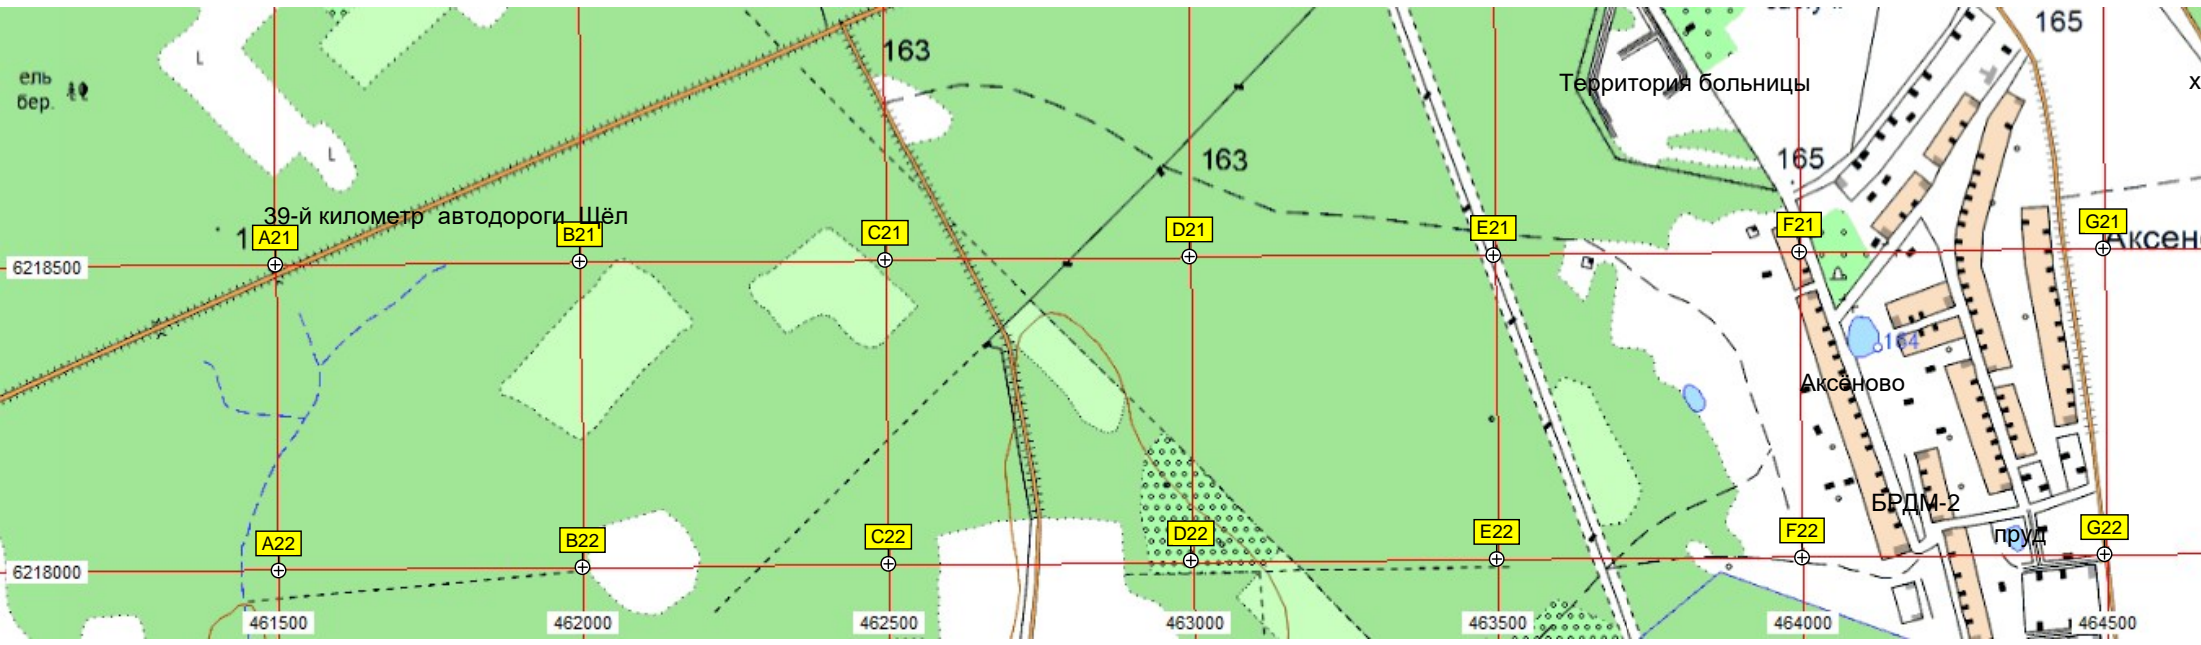 165
163
ель
бер.
L
Территория больницы
х
L
163
165
39-й километр автодороги Щёл
A21
B21
C21
D21
E21
F21
G21
Аксен
6218500
164
Аксёново
БРДМ-2
пруд
A22
B22
C22
D22
E22
F22
G22
6218000
461500
462000
462500
463000
463500
464000
464500